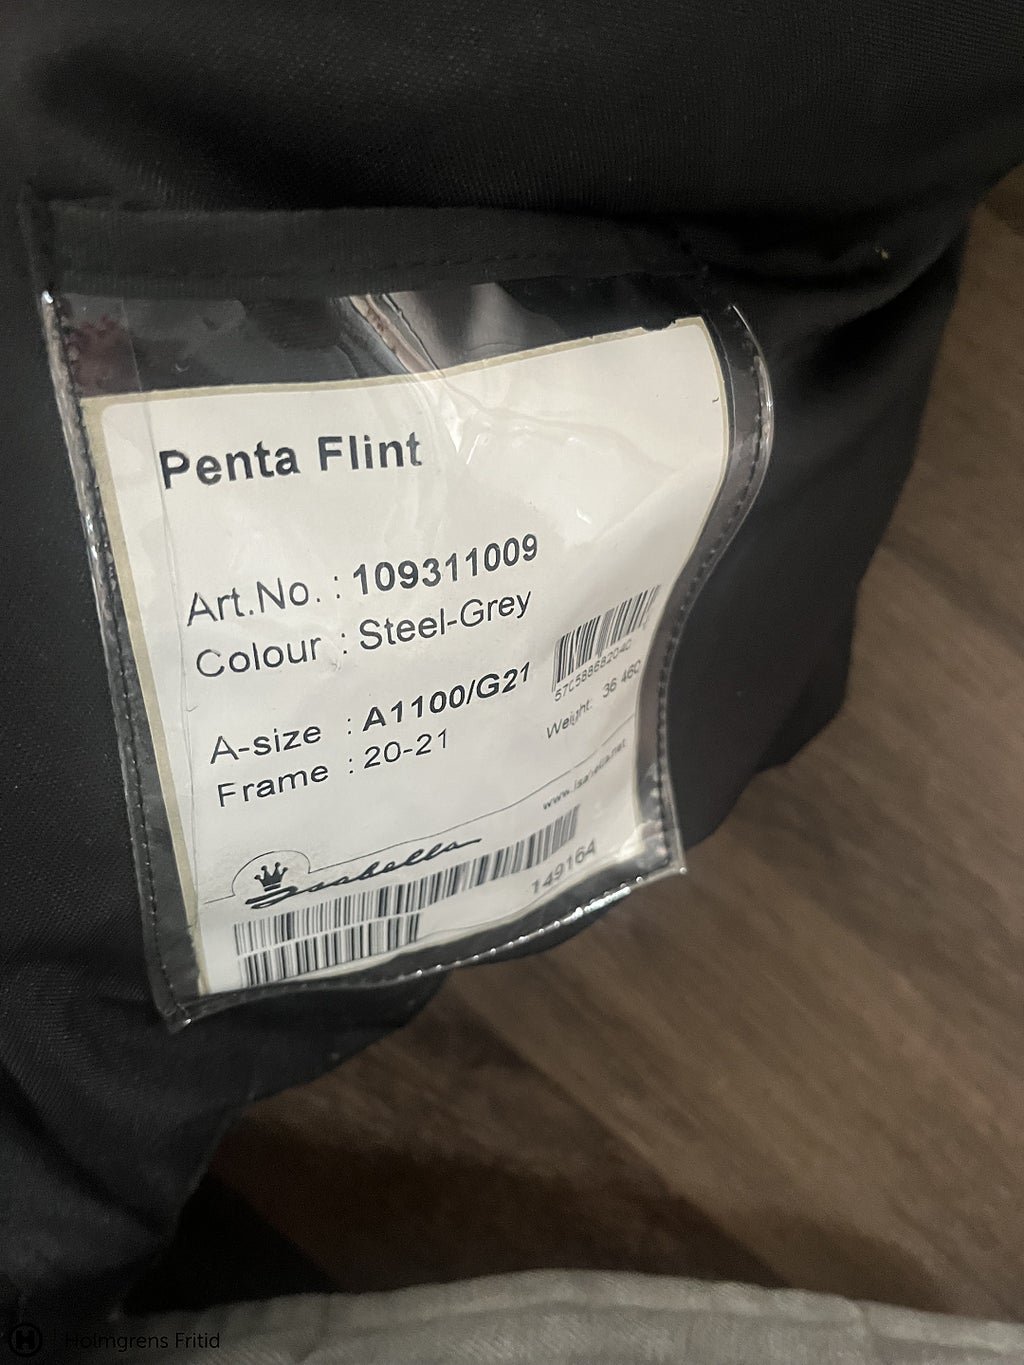 Penta Flint
Art.No. : 109311009
Colour : Steel-Grey
A-size : A1100/G21
Frame : 20-21
Weight: 36 460
www.isabella.net
Isabella
149164
Holmgrens Fritid